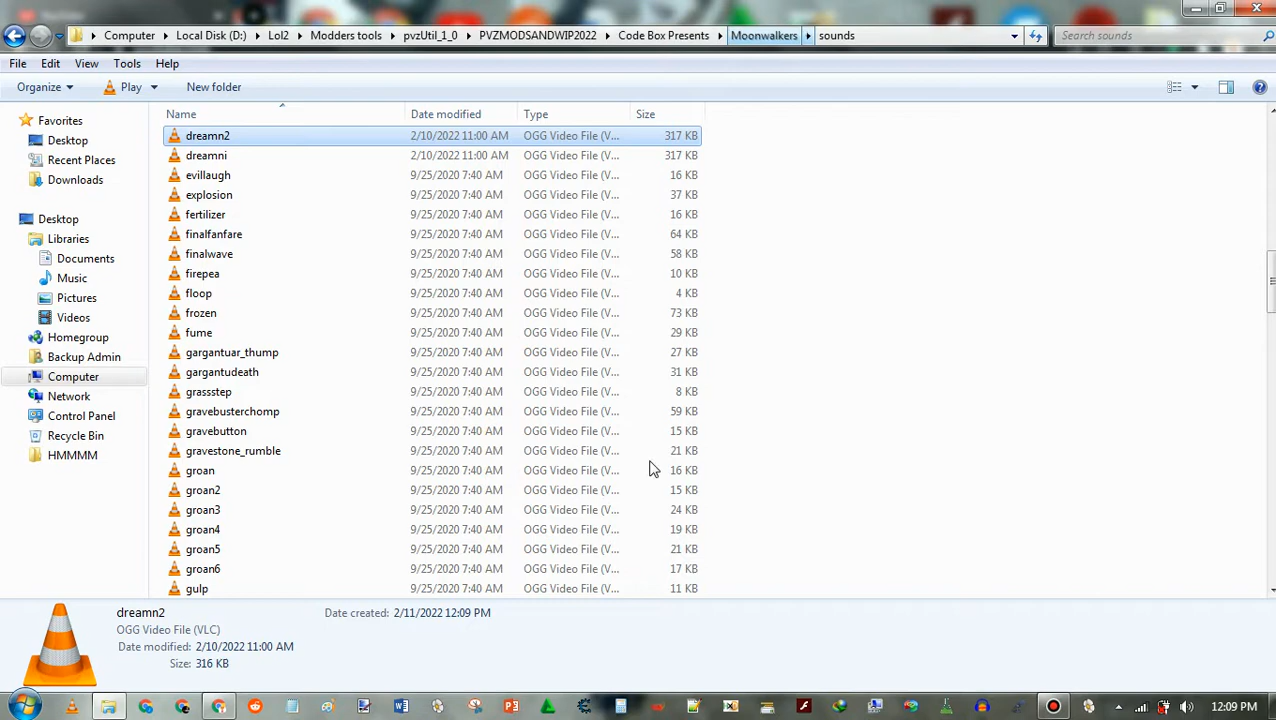 Computer Local Disk (D:) Lol2 Modders tools pvzUtil_1_0 PVZMODSANDWIP2022 Code Box Presents Moonwalkers sounds Search sounds
File Edit View Tools Help
Organize Play New folder
Name Date modified Type Size
Favorites
Desktop
Recent Places
Downloads
Desktop
Libraries
Documents
Music
Pictures
Videos
Homegroup
Backup Admin
Computer
Network
Control Panel
Recycle Bin
HMMMM
dreamn2 2/10/2022 11:00 AM OGG Video File (V... 317 KB
dreamni 2/10/2022 11:00 AM OGG Video File (V... 317 KB
evillaugh 9/25/2020 7:40 AM OGG Video File (V... 16 KB
explosion 9/25/2020 7:40 AM OGG Video File (V... 37 KB
fertilizer 9/25/2020 7:40 AM OGG Video File (V... 16 KB
finalfanfare 9/25/2020 7:40 AM OGG Video File (V... 64 KB
finalwave 9/25/2020 7:40 AM OGG Video File (V... 58 KB
firepea 9/25/2020 7:40 AM OGG Video File (V... 10 KB
floop 9/25/2020 7:40 AM OGG Video File (V... 4 KB
frozen 9/25/2020 7:40 AM OGG Video File (V... 73 KB
fume 9/25/2020 7:40 AM OGG Video File (V... 29 KB
gargantuar_thump 9/25/2020 7:40 AM OGG Video File (V... 27 KB
gargantudeath 9/25/2020 7:40 AM OGG Video File (V... 31 KB
grassstep 9/25/2020 7:40 AM OGG Video File (V... 8 KB
gravebusterchomp 9/25/2020 7:40 AM OGG Video File (V... 59 KB
gravebutton 9/25/2020 7:40 AM OGG Video File (V... 15 KB
gravestone_rumble 9/25/2020 7:40 AM OGG Video File (V... 21 KB
groan 9/25/2020 7:40 AM OGG Video File (V... 16 KB
groan2 9/25/2020 7:40 AM OGG Video File (V... 15 KB
groan3 9/25/2020 7:40 AM OGG Video File (V... 24 KB
groan4 9/25/2020 7:40 AM OGG Video File (V... 19 KB
groan5 9/25/2020 7:40 AM OGG Video File (V... 21 KB
groan6 9/25/2020 7:40 AM OGG Video File (V... 17 KB
gulp 9/25/2020 7:40 AM OGG Video File (V... 11 KB
dreamn2 Date created: 2/11/2022 12:09 PM
OGG Video File (VLC)
Date modified: 2/10/2022 11:00 AM
Size: 316 KB
12:09 PM